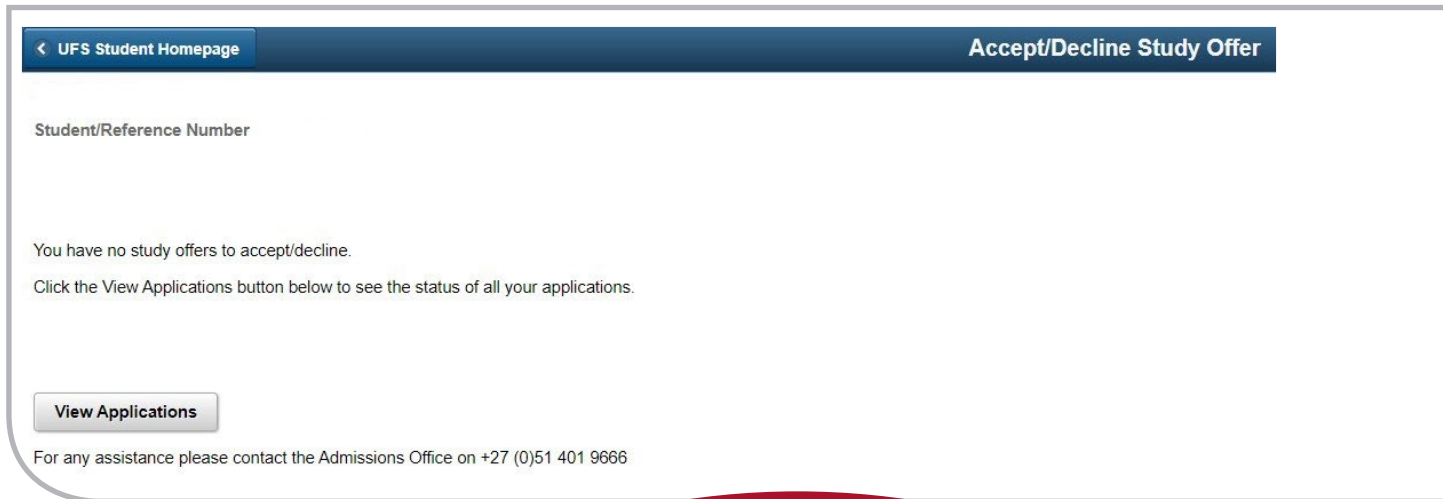 UFS Student Homepage
Accept/Decline Study Offer
Student/Reference Number
You have no study offers to accept/decline.
Click the View Applications button below to see the status of all your applications.
View Applications
For any assistance please contact the Admissions Office on +27 (0)51 401 9666